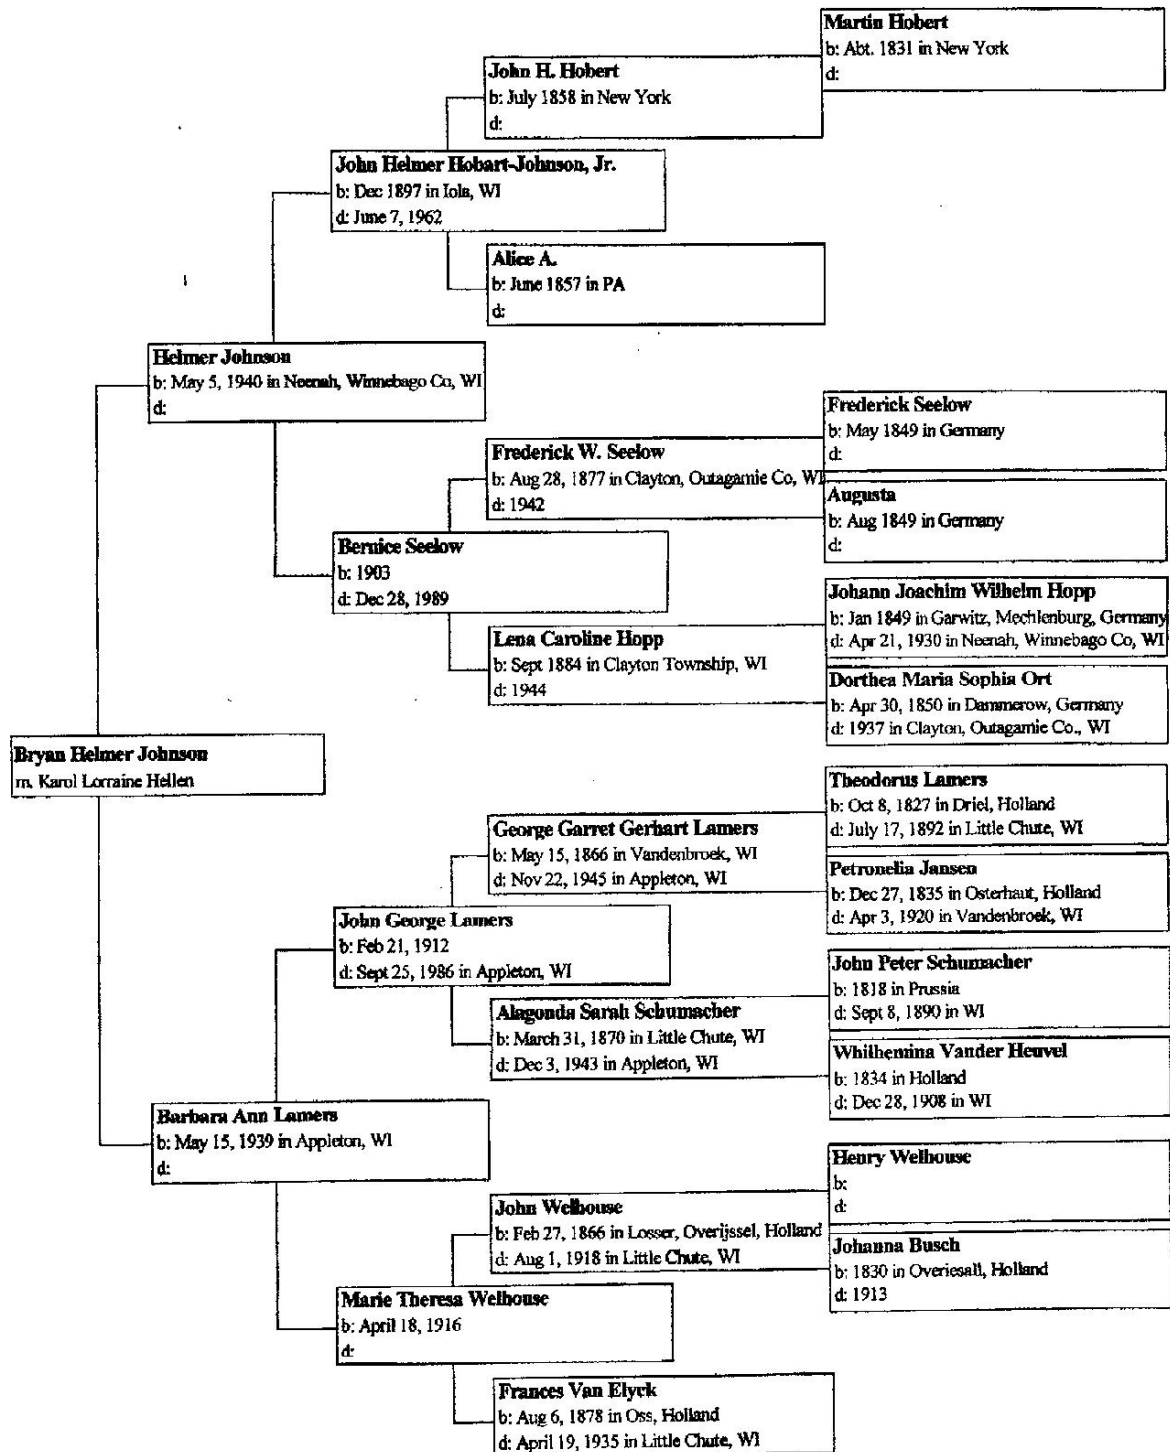 Martin Hobert
b: Abt. 1831 in New York
d:
John H. Hobert
b: July 1858 in New York
d:
John Helmer Hobart-Johnson, Jr.
b: Dec 1897 in Iola, WI
d: June 7, 1962
Alice A.
b: June 1857 in PA
d:
Helmer Johnson
b: May 5, 1940 in Neenah, Winnebago Co, WI
d:
Frederick Seelow
b: May 1849 in Germany
d:
Frederick W. Seelow
b: Aug 28, 1877 in Clayton, Outagamie Co, WI
d: 1942
Augusta
b: Aug 1849 in Germany
d:
Bernice Seelow
b: 1903
d: Dec 28, 1989
Johann Joachim Wilhelm Hopp
b: Jan 1849 in Garwitz, Mechlenburg, Germany
d: Apr 21, 1930 in Neenah, Winnebago Co, WI
Lena Caroline Hopp
b: Sept 1884 in Clayton Township, WI
d: 1944
Dorthea Maria Sophia Ort
b: Apr 30, 1850 in Dammerow, Germany
d: 1937 in Clayton, Outagamie Co., WI
Bryan Helmer Johnson
m. Karol Lorraine Hellen
Theodorus Lamers
b: Oct 8, 1827 in Driel, Holland
d: July 17, 1892 in Little Chute, WI
George Garret Gerhart Lamers
b: May 15, 1866 in Vandenbroek, WI
d: Nov 22, 1945 in Appleton, WI
Petronelia Jansen
b: Dec 27, 1835 in Osterhaut, Holland
d: Apr 3, 1920 in Vandenbroek, WI
John George Lamers
b: Feb 21, 1912
d: Sept 25, 1986 in Appleton, WI
John Peter Schumacher
b: 1818 in Prussia
d: Sept 8, 1890 in WI
Alagonda Sarah Schumacher
b: March 31, 1870 in Little Chute, WI
d: Dec 3, 1943 in Appleton, WI
Whilhemina Vander Heuvel
b: 1834 in Holland
d: Dec 28, 1908 in WI
Barbara Ann Lamers
b: May 15, 1939 in Appleton, WI
d:
Henry Welhouse
b:
d:
John Welhouse
b: Feb 27, 1866 in Losser, Overijssel, Holland
d: Aug 1, 1918 in Little Chute, WI
Johanna Busch
b: 1830 in Overiesall, Holland
d: 1913
Marie Theresa Welhouse
b: April 18, 1916
d:
Frances Van Elyck
b: Aug 6, 1878 in Oss, Holland
d: April 19, 1935 in Little Chute, WI